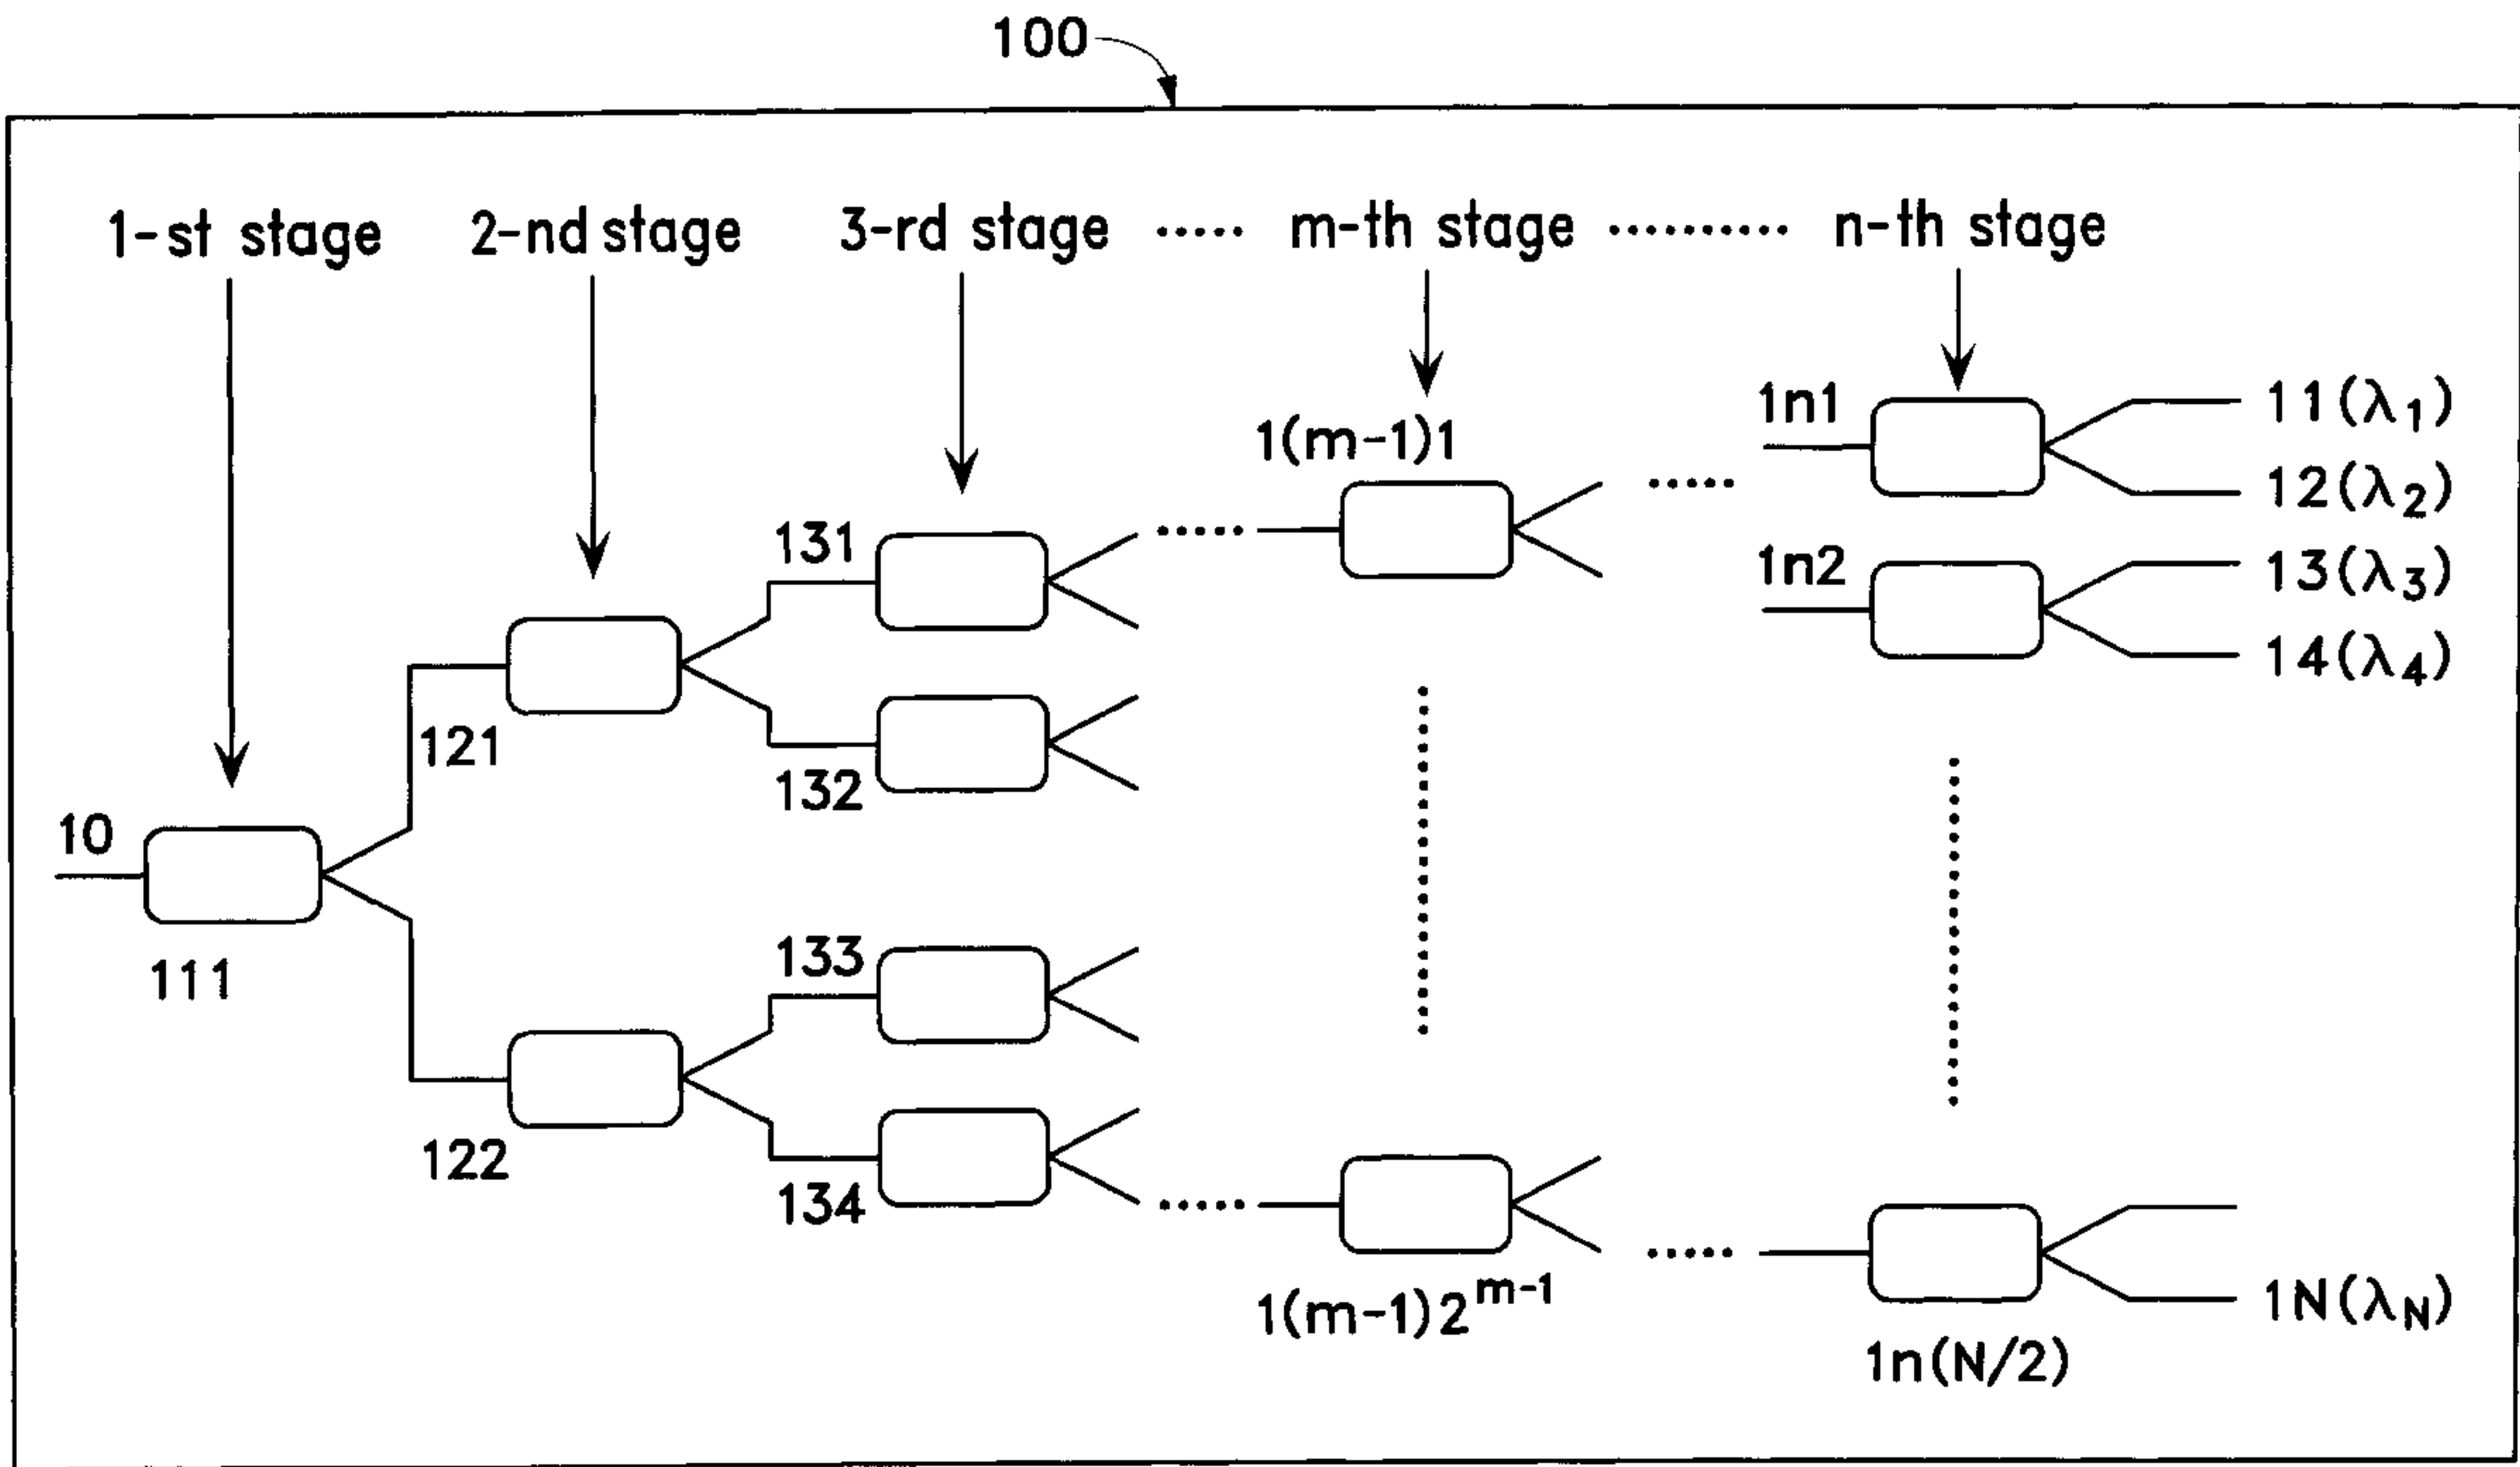 100
1-st stage 2-nd stage 3-rd stage ..... m-th stage .......... n-th stage
1n1
11(λ1)
1(m-1)1
12(λ2)
131
1n2
13(λ3)
14(λ4)
121
132
10
133
111
122
134
1(m-1)2^m-1
1N(λN)
1n(N/2)